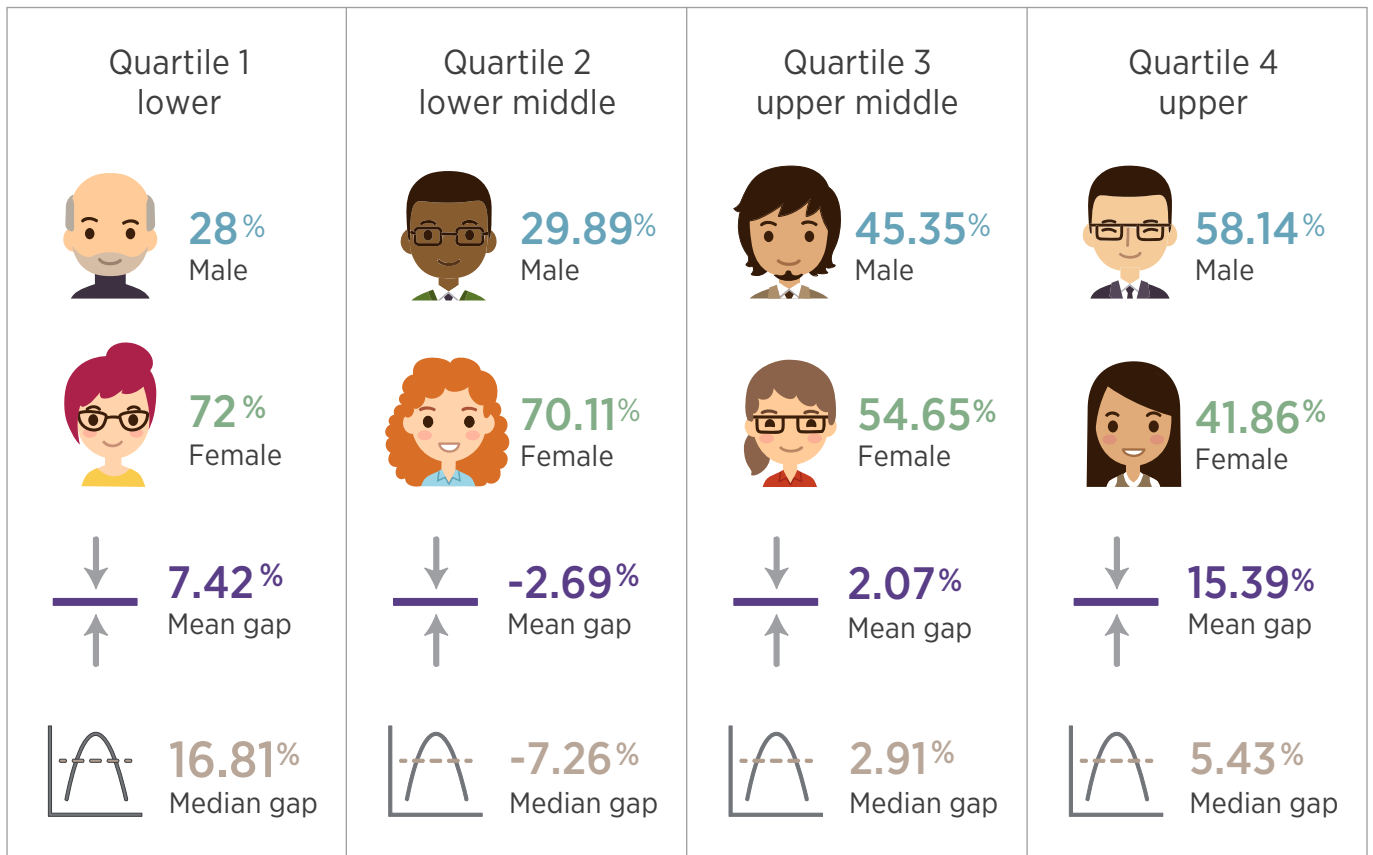 Quartile 1
lower
28%
Male
72%
Female
7.42%
Mean gap
16.81%
Median gap
Quartile 2
lower middle
29.89%
Male
70.11%
Female
-2.69%
Mean gap
-7.26%
Median gap
Quartile 3
upper middle
45.35%
Male
54.65%
Female
2.07%
Mean gap
2.91%
Median gap
Quartile 4
upper
58.14%
Male
41.86%
Female
15.39%
Mean gap
5.43%
Median gap